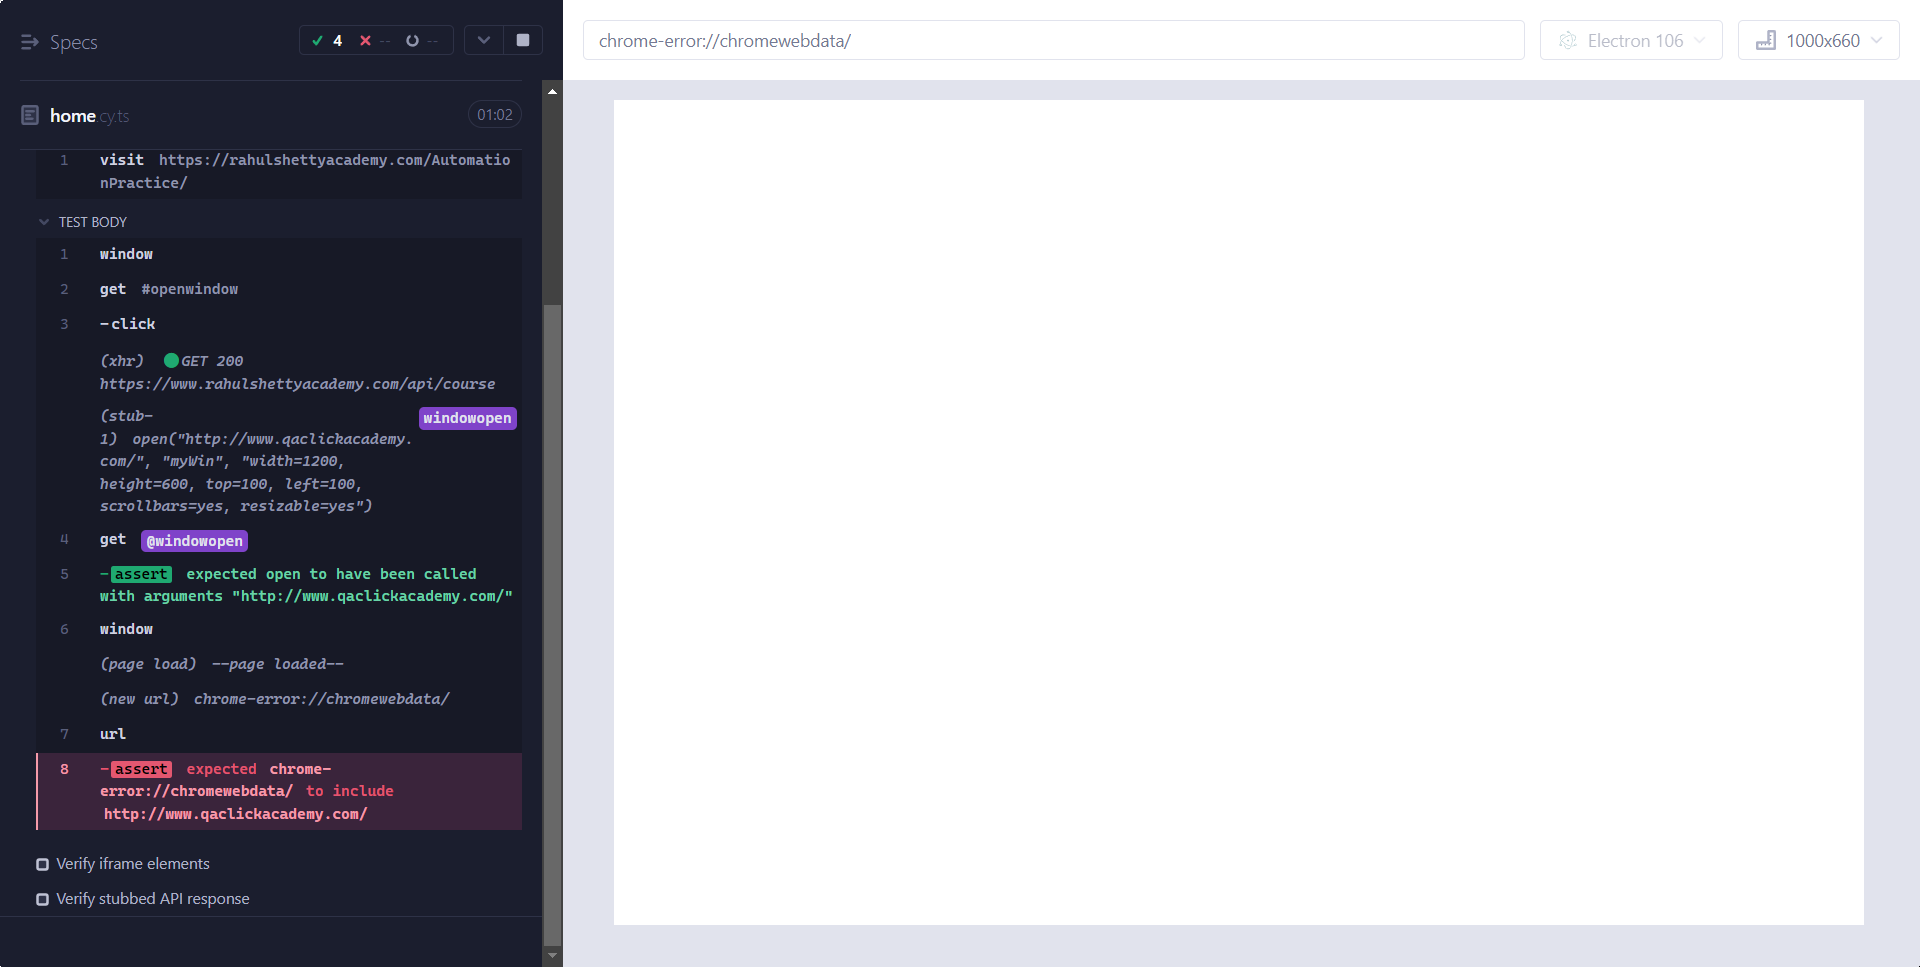 Specs
4
--
--
chrome-error://chromewebdata/
Electron 106
1000x660
home cy.ts
01:02
1 visit https://rahulshettyacademy.com/Automatio
nPractice/
TEST BODY
1 window
2 get #openwindow
3 -click
(xhr) GET 200
https://www.rahulshettyacademy.com/api/course
(stub-
windowopen
1) open("http://www.qaclickacademy.
com/", "myWin", "width=1200,
height=600, top=100, left=100,
scrollbars=yes, resizable=yes")
4 get @windowopen
5 -assert expected open to have been called
with arguments "http://www.qaclickacademy.com/"
6 window
(page load) --page loaded--
(new url) chrome-error://chromewebdata/
7 url
8 -assert expected chrome-
error://chromewebdata/ to include
http://www.qaclickacademy.com/
Verify iframe elements
Verify stubbed API response